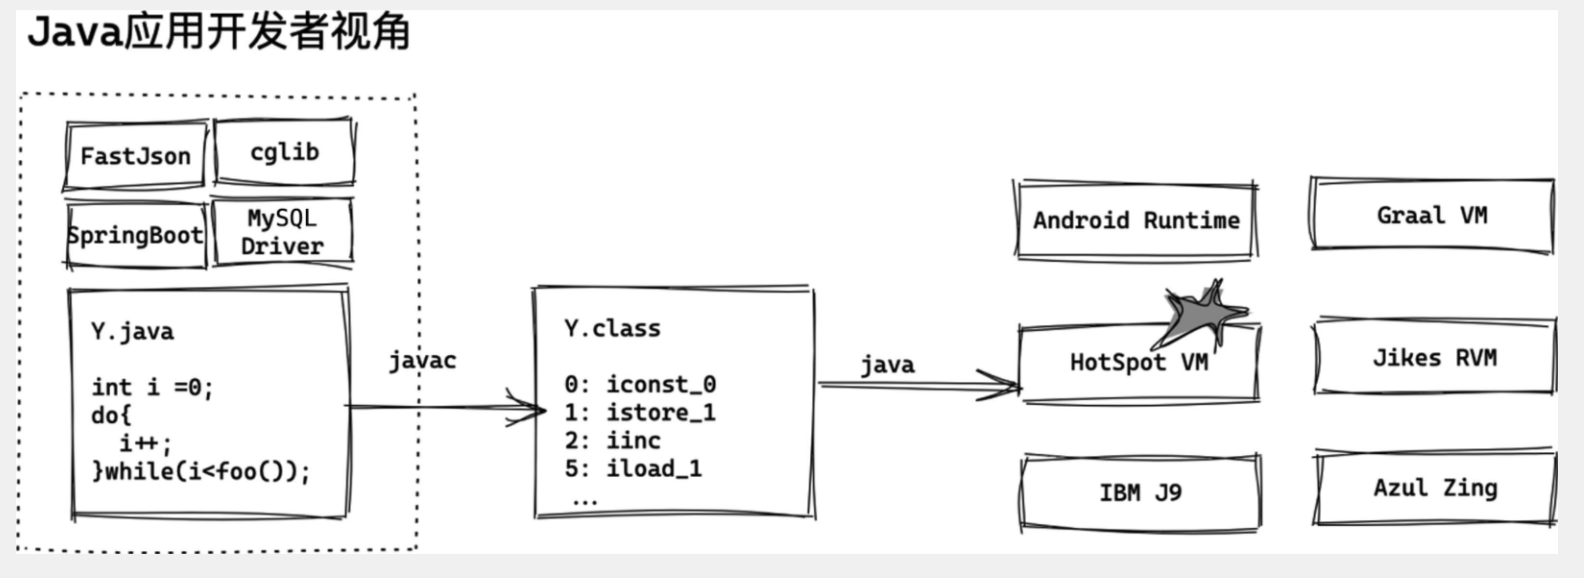 Java应用开发者视角
FastJson
cglib
SpringBoot
MySQL
Driver
Y.java
int i =0;
do{
i++;
}while(i<foo());
javac
Y.class
0: iconst_0
1: istore_1
2: iinc
5: iload_1
...
java
Android Runtime
Graal VM
HotSpot VM
Jikes RVM
IBM J9
Azul Zing